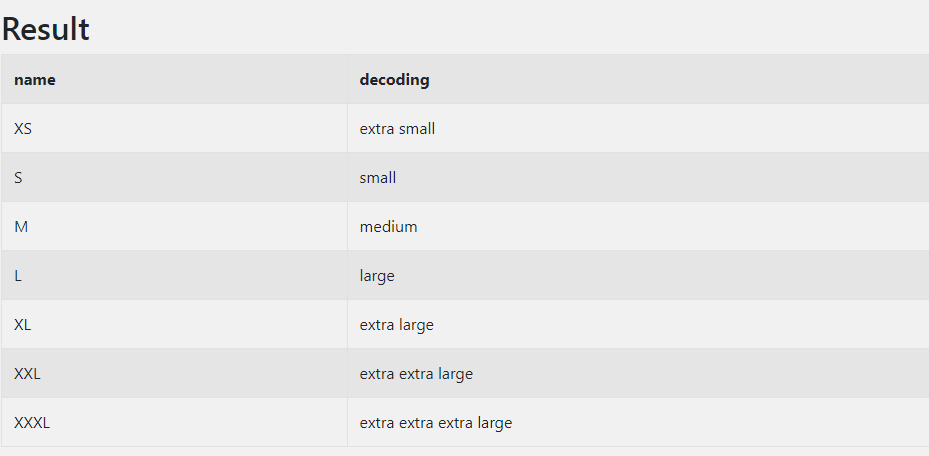 Result
name decoding
XS extra small
S small
M medium
L large
XL extra large
XXL extra extra large
XXXL extra extra extra large